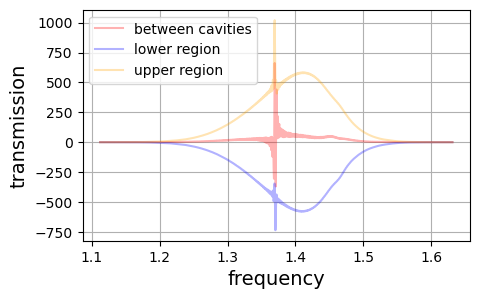 between cavities
lower region
upper region
1000
750
500
250
0
−250
−500
−750
transmission
1.1 1.2 1.3 1.4 1.5 1.6
frequency